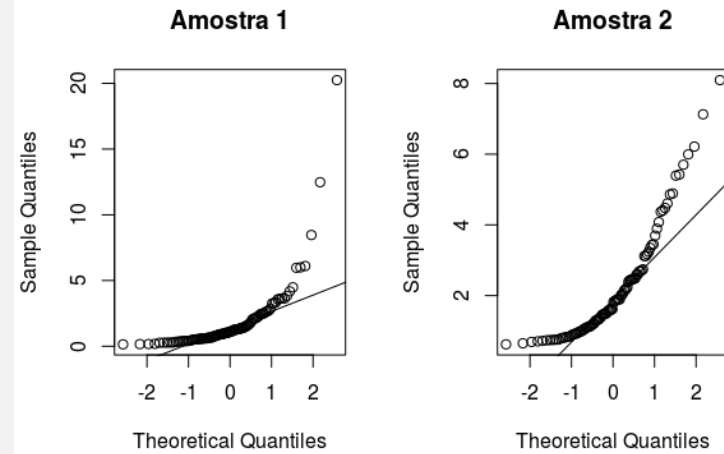 Amostra 1
Sample Quantiles
20
15
10
5
0
-2 -1 0 1 2
Theoretical Quantiles
Amostra 2
Sample Quantiles
8
6
4
2
-2 -1 0 1 2
Theoretical Quantiles